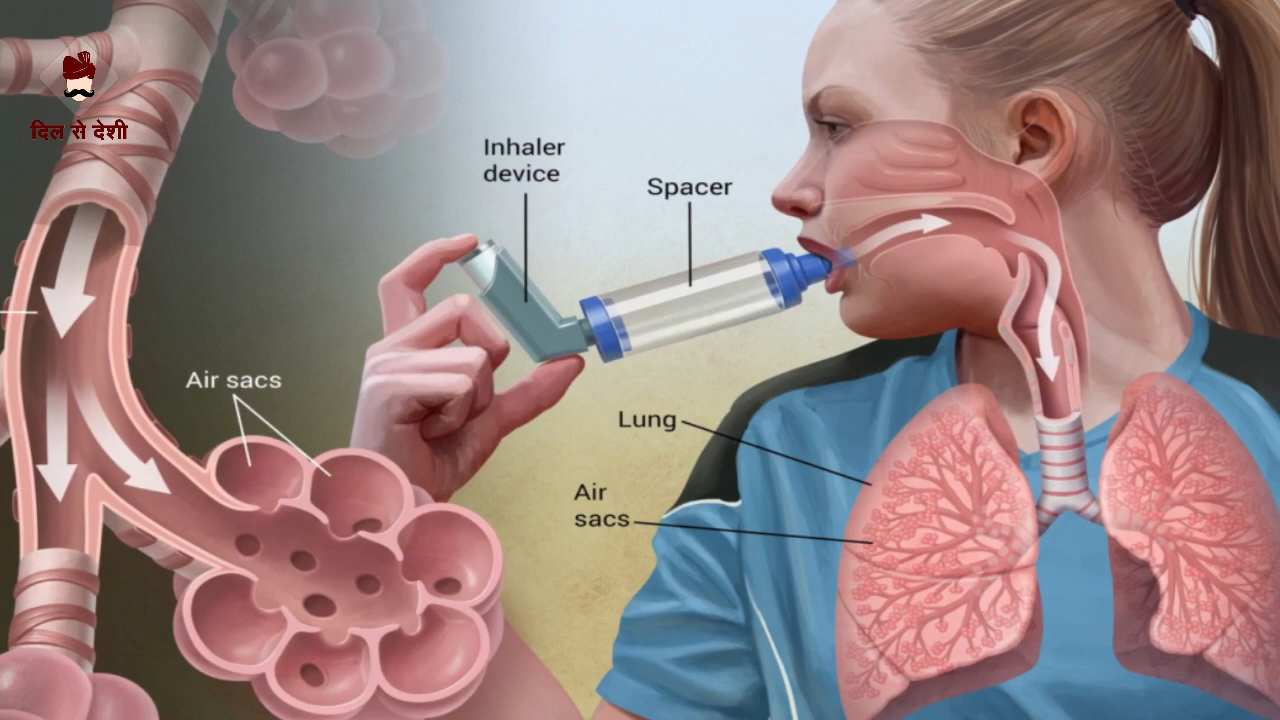 दिल से देशी
Inhaler
device
Spacer
Air sacs
Lung
Air
sacs